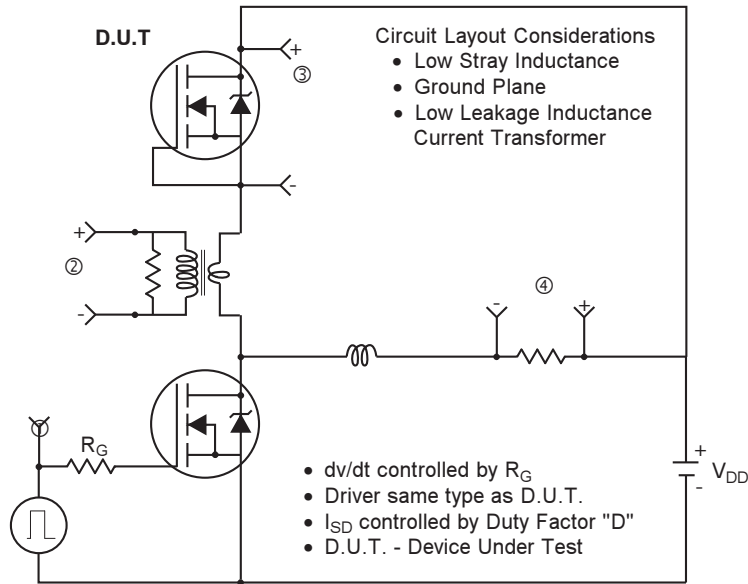 D.U.T
+
③
-
Circuit Layout Considerations
• Low Stray Inductance
• Ground Plane
• Low Leakage Inductance
Current Transformer
+
②
-
④
- +
①
R_G
+
V_DD
-
• dv/dt controlled by R_G
• Driver same type as D.U.T.
• I_SD controlled by Duty Factor "D"
• D.U.T. - Device Under Test